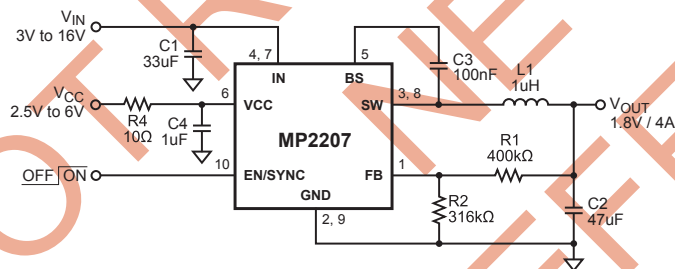 VIN
3V to 16V
C1
33uF
4, 7
IN
5
BS
C3
100nF
L1
1uH
3, 8
SW
VOUT
1.8V / 4A
VCC
2.5V to 6V
R4
10Ω
C4
1uF
6
VCC
MP2207
R1
400kΩ
OFF ON
10
EN/SYNC
FB
1
GND
2, 9
R2
316kΩ
C2
47uF